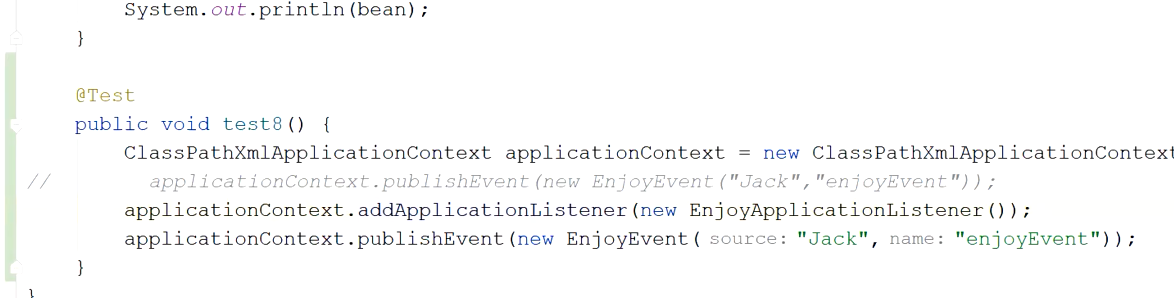 System.out.println(bean);
}
@Test
public void test8() {
ClassPathXmlApplicationContext applicationContext = new ClassPathXmlApplicationContext
// applicationContext.publishEvent(new EnjoyEvent("Jack","enjoyEvent"));
applicationContext.addApplicationListener(new EnjoyApplicationListener());
applicationContext.publishEvent(new EnjoyEvent( source: "Jack", name: "enjoyEvent"));
}
}